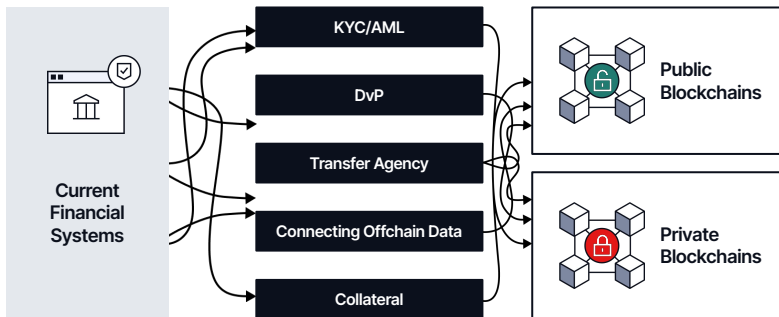 Current
Financial
Systems
KYC/AML
DvP
Transfer Agency
Connecting Offchain Data
Collateral
Public
Blockchains
Private
Blockchains